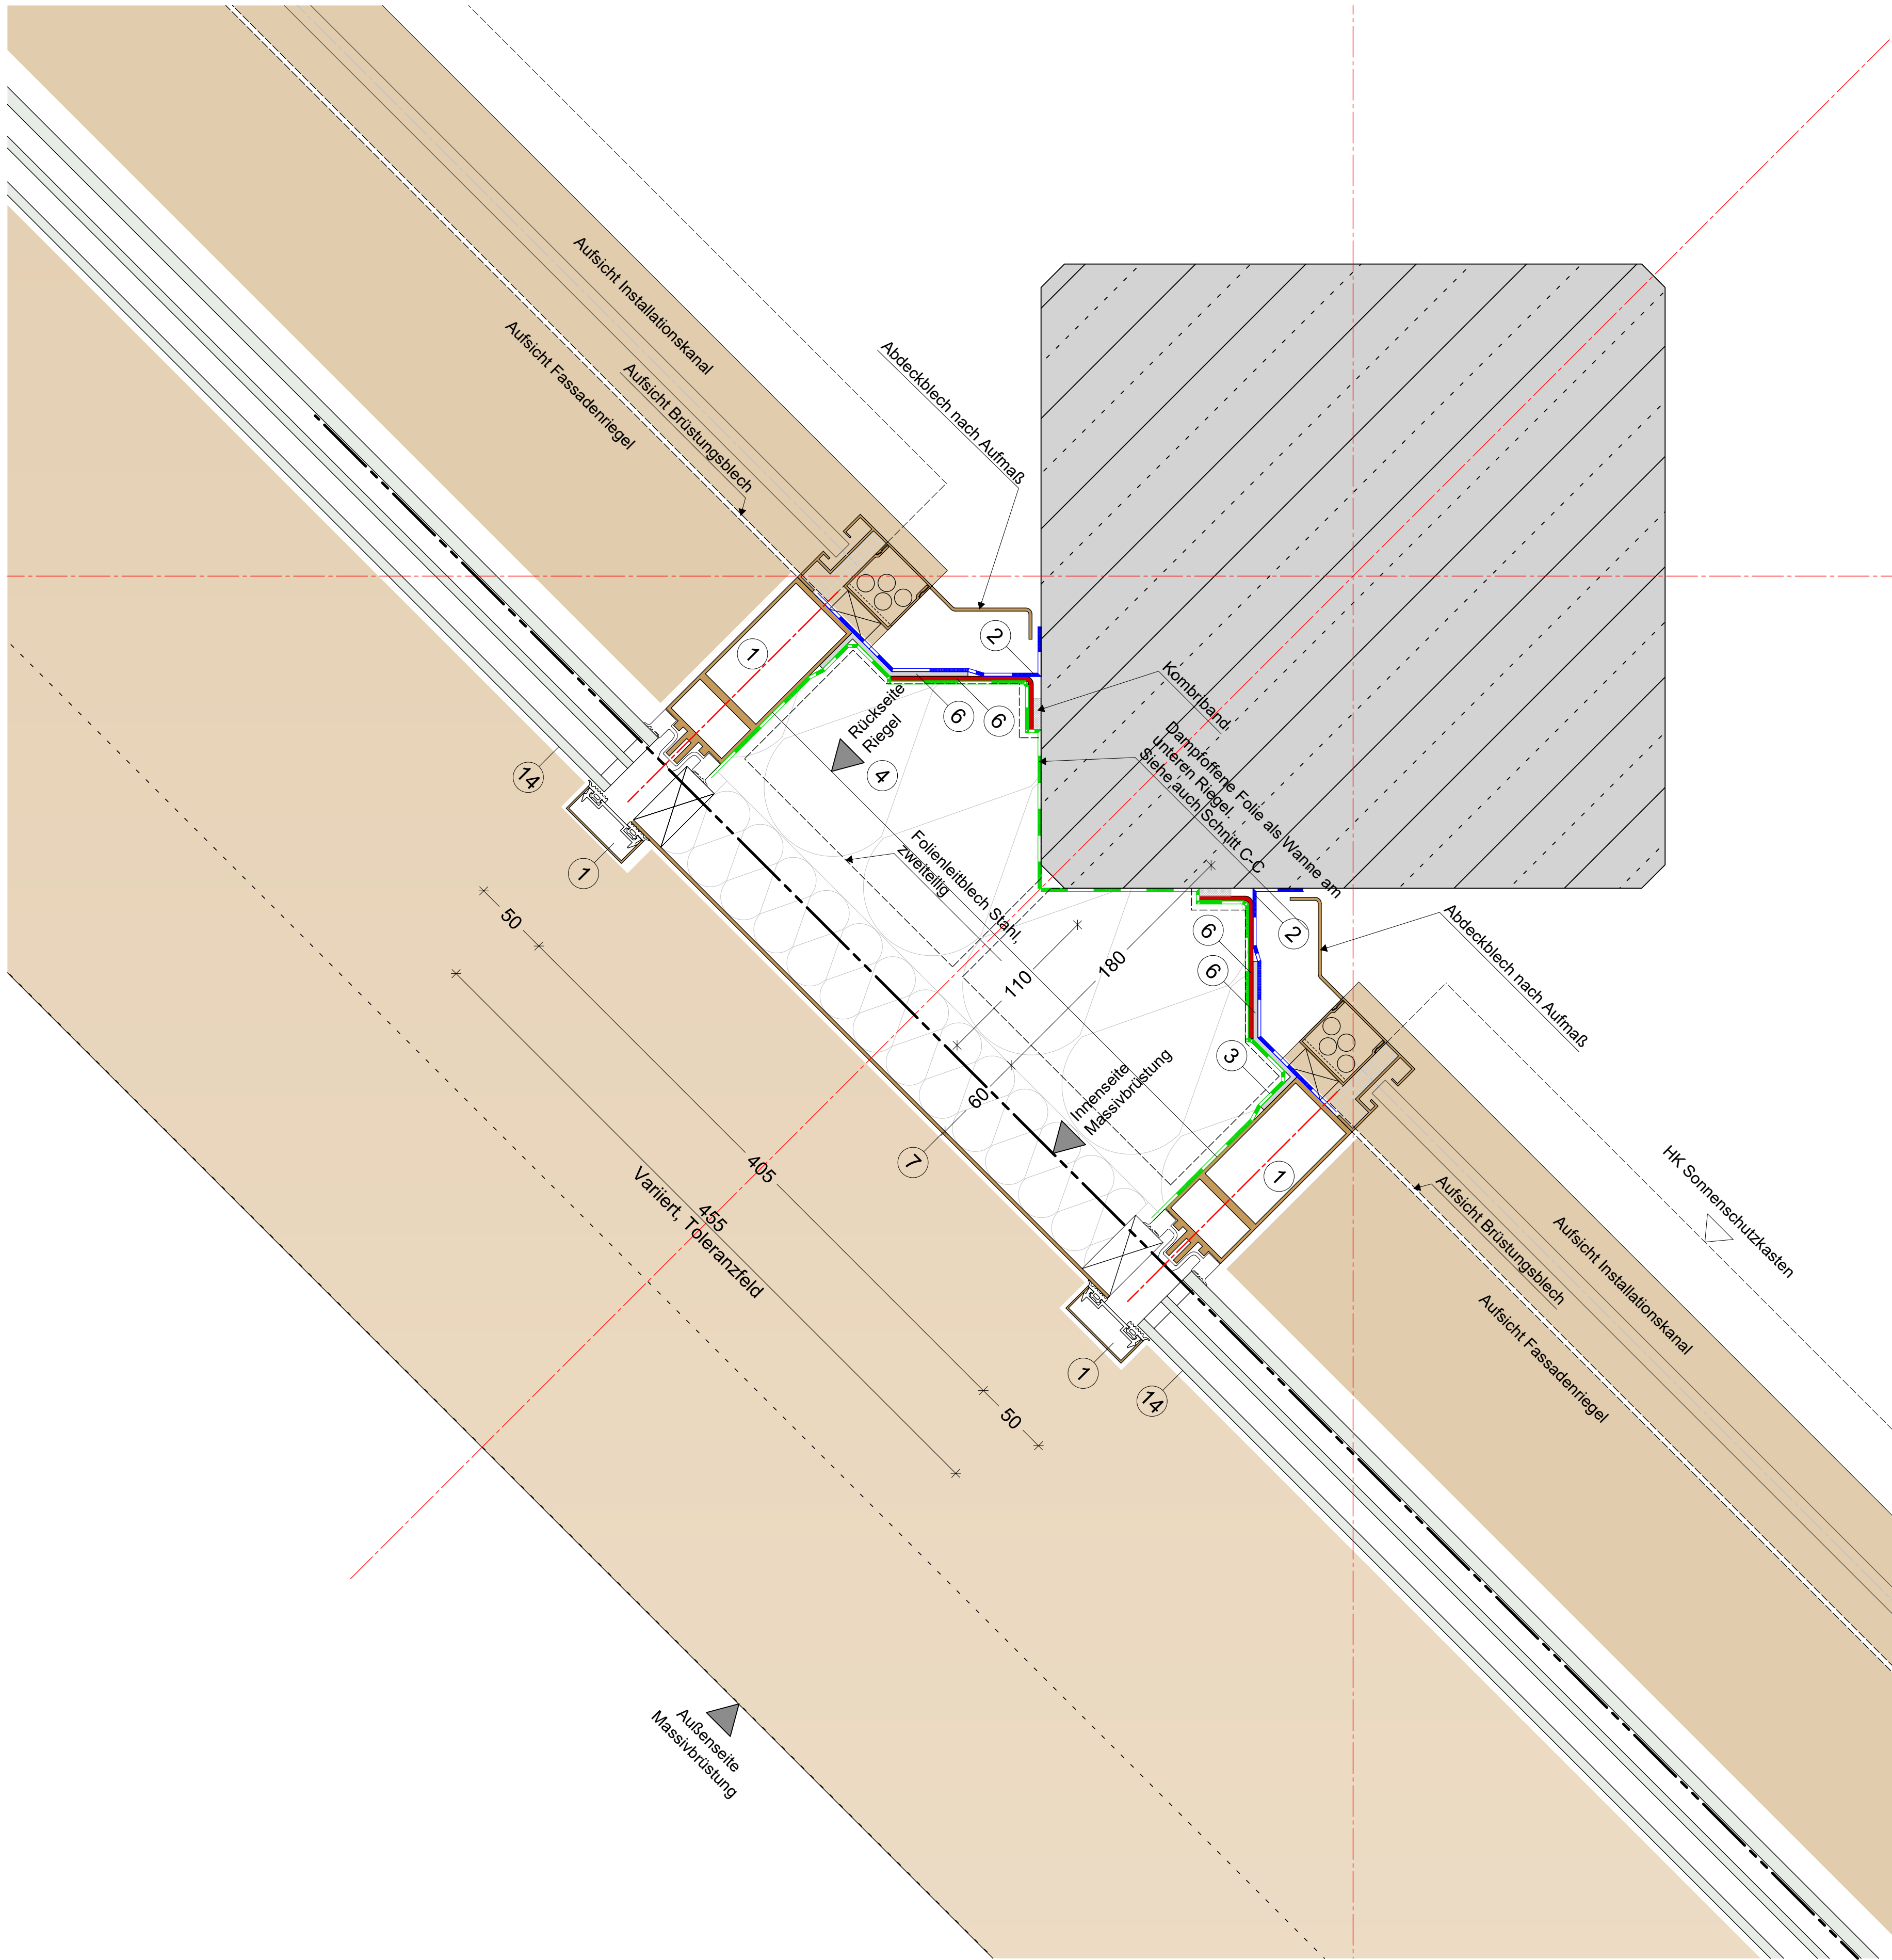 Aufsicht Installationskanal
Aufsicht Fassadenriegel
Aufsicht Brüstungsblech
Abdeckblech nach Aufmaß
2
1
Kombriband,
6
6
Rückseite
Riegel
4
Dampfoffene Folie als Wanne am
unteren Riegel.
Siehe auch Schnitt C-C
14
1
Folienleitblech Stahl,
zweiteilig
50
110
180
6
2
6
Abdeckblech nach Aufmaß
3
60
Innenseite
Massivbrüstung
7
405
455
Variiert, Toleranzfeld
1
HK Sonnenschutzkasten
Aufsicht Brüstungsblech
Aufsicht Installationskanal
Aufsicht Fassadenriegel
1
14
50
Außenseite
Massivbrüstung